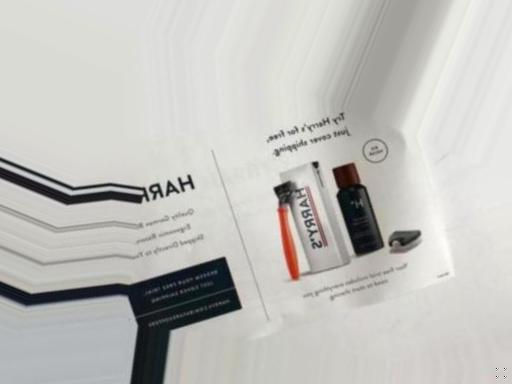 HARR
Quality German
Ergonomic Razor,
Shipped Directly to
REDEEM YOUR FREE TRIAL,
JUST COVER SHIPPING.
Try Harry's for free,
just cover shipping.
HARRYS
Your free trial includes everything you
need to start shaving.